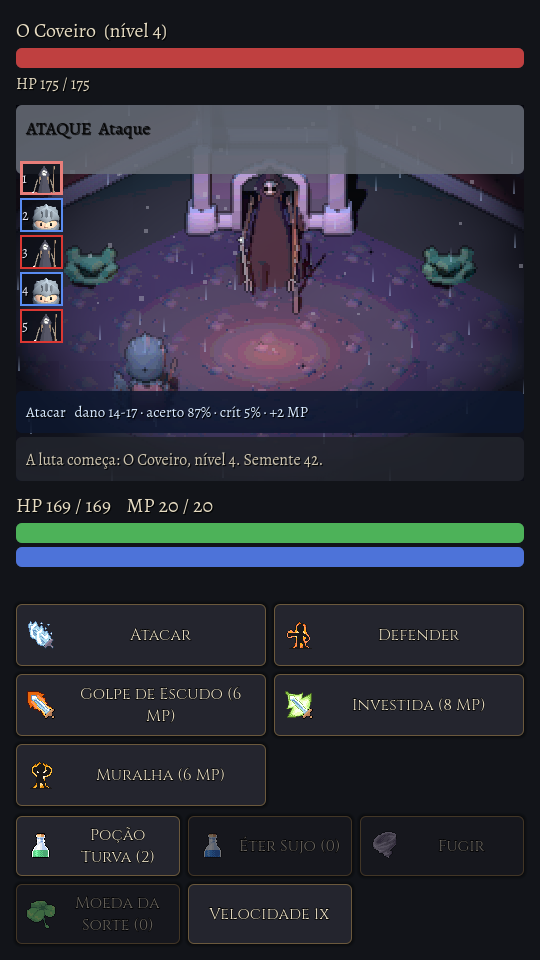 O Coveiro (nível 4)
HP 175 / 175
ATAQUE Ataque
1
2
3
4
5
Atacar dano 14-17 · acerto 87% · crít 5% · +2 MP
A luta começa: O Coveiro, nível 4. Semente 42.
HP 169 / 169 MP 20 / 20
Atacar
Defender
Golpe de Escudo (6
MP)
Investida (8 MP)
Muralha (6 MP)
Poção
Turva (2)
Éter Sujo (0)
Fugir
Moeda da
Sorte (0)
Velocidade 1x